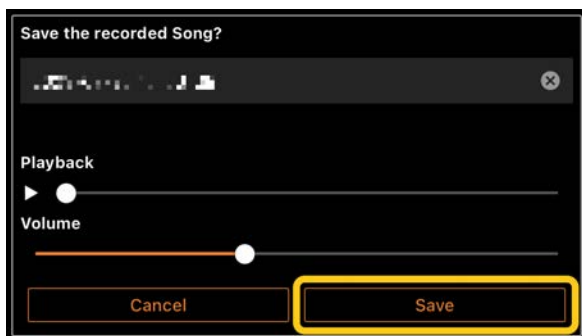 Save the recorded Song?
Playback
Volume
Cancel
Save